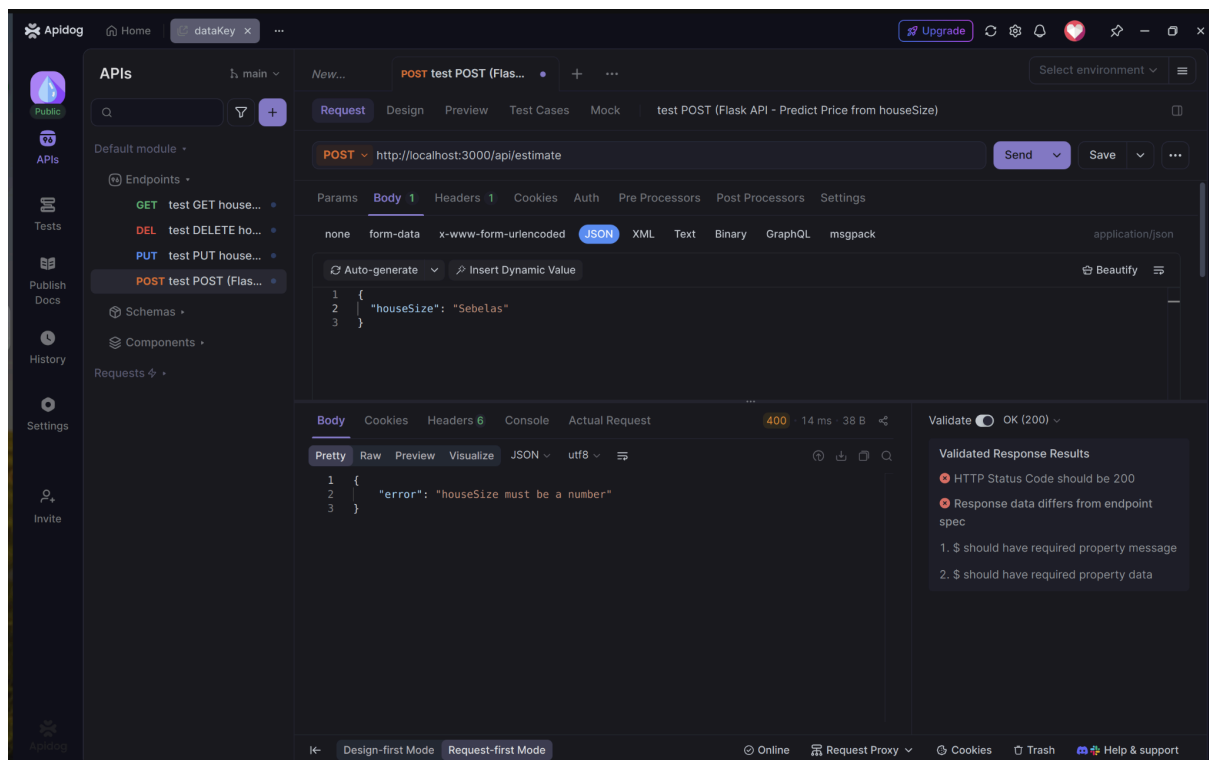 Apidog Home dataKey × ··· Upgrade
APIs main
New... POST test POST (Flas... + ··· Select environment
Public
Request Design Preview Test Cases Mock test POST (Flask API - Predict Price from houseSize)
APIs
Default module
POST http://localhost:3000/api/estimate Send Save ···
Endpoints
GET test GET house...
DEL test DELETE ho...
PUT test PUT house...
POST test POST (Flas...
Schemas
Components
Requests
Tests
Publish
Docs
History
Settings
Invite
Apidog
Params Body 1 Headers 1 Cookies Auth Pre Processors Post Processors Settings
none form-data x-www-form-urlencoded JSON XML Text Binary GraphQL msgpack application/json
Auto-generate Insert Dynamic Value Beautify
1 {
2 "houseSize": "Sebelas"
3 }
Body Cookies Headers 6 Console Actual Request 400 · 14 ms · 38 B
Pretty Raw Preview Visualize JSON utf8
1 {
2 "error": "houseSize must be a number"
3 }
Validate OK (200)
Validated Response Results
HTTP Status Code should be 200
Response data differs from endpoint
spec
1. $ should have required property message
2. $ should have required property data
Design-first Mode Request-first Mode Online Request Proxy Cookies Trash Help & support